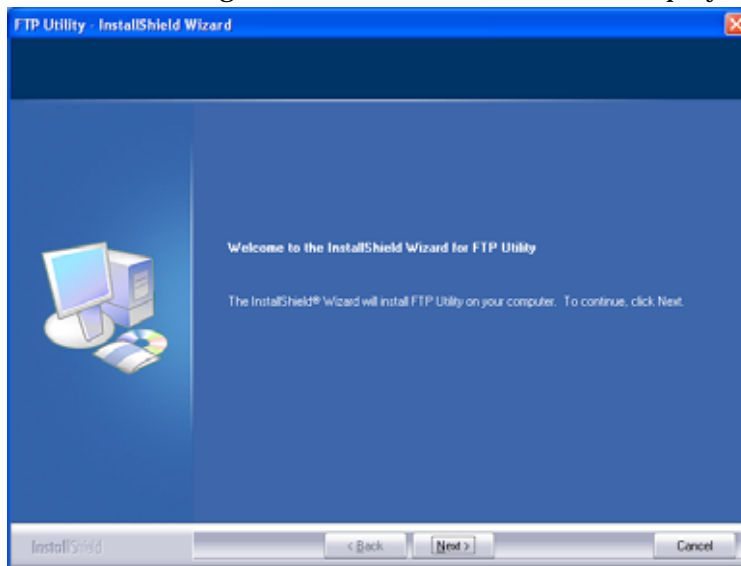 FTP Utility - InstallShield Wizard
Welcome to the InstallShield Wizard for FTP Utility
The InstallShield® Wizard will install FTP Utility on your computer. To continue, click Next.
InstallShield
< Back
Next >
Cancel